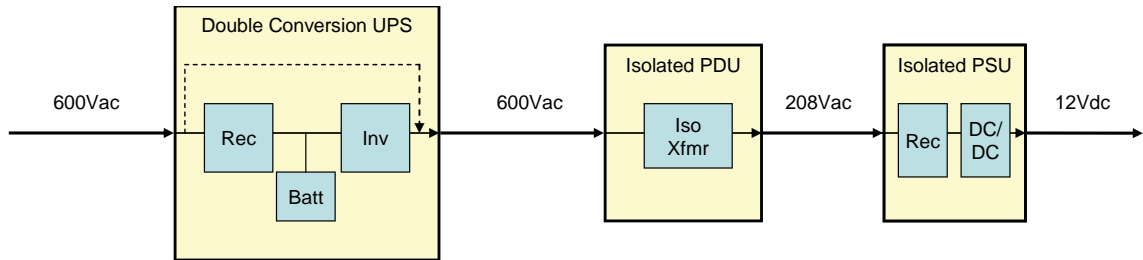 Double Conversion UPS
Isolated PDU
Isolated PSU
600Vac
600Vac
208Vac
12Vdc
Rec
Inv
Batt
Iso
Xfmr
Rec
DC/
DC